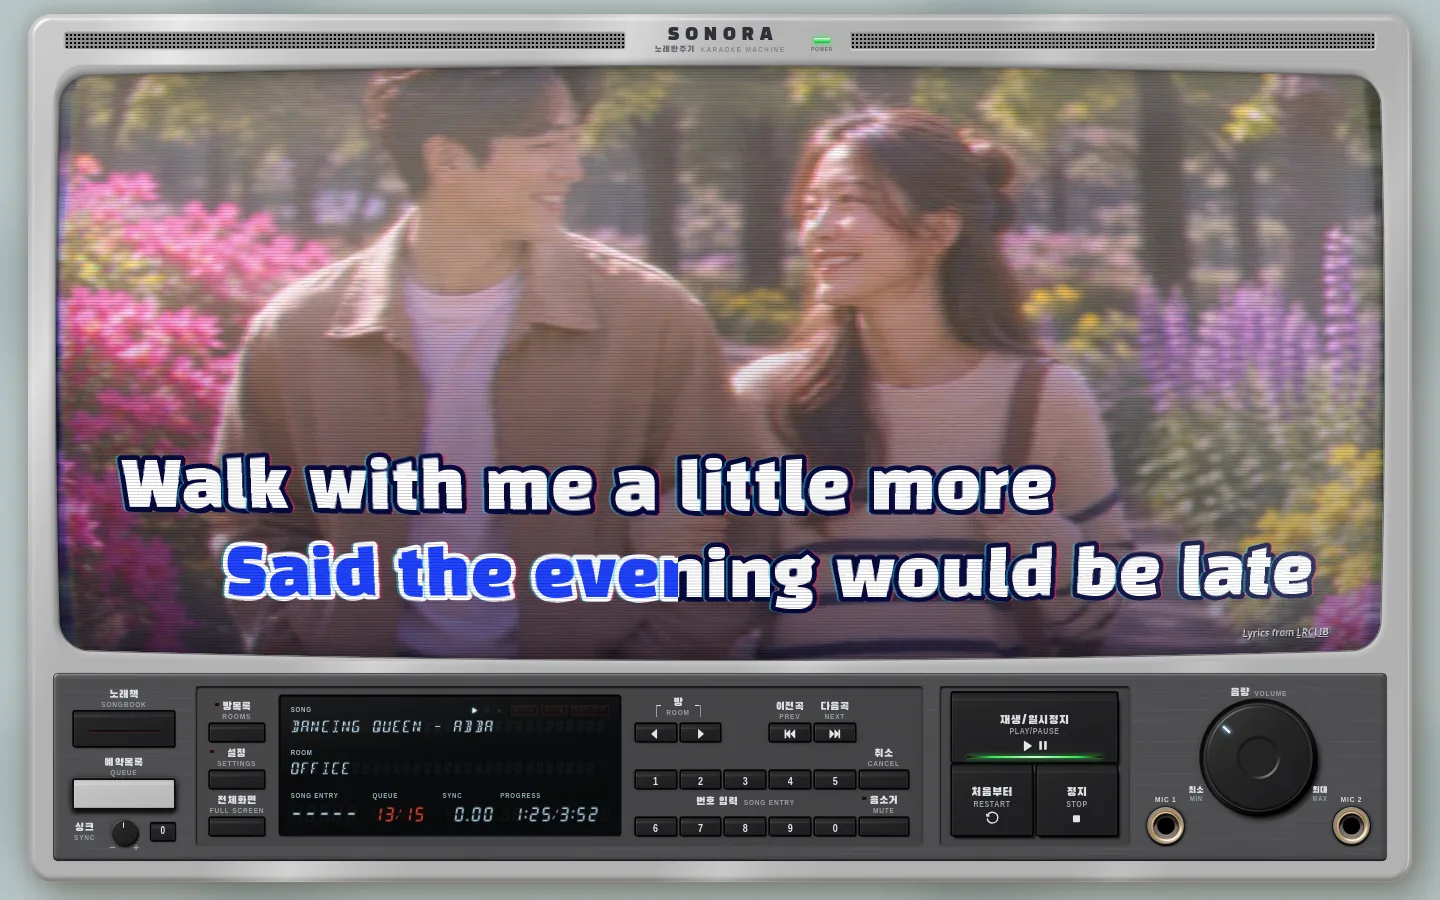 SONORA
노래반주기 KARAOKE MACHINE
POWER
Walk with me a little more
Said the evening would be late
Lyrics from LRCLIB
노래책
SONGBOOK
예약목록
QUEUE
싱크
SYNC
0
− +
방목록
ROOMS
설정
SETTINGS
전체화면
FULL SCREEN
SONG
DANCING QUEEN - ABBA
ROOM
OFFICE
SONG ENTRY QUEUE SYNC PROGRESS
----- 13/15 0.00 1:25/3:52
방
ROOM
이전곡
PREV
다음곡
NEXT
취소
CANCEL
1 2 3 4 5
번호 입력 SONG ENTRY
음소거
MUTE
6 7 8 9 0
재생/일시정지
PLAY/PAUSE
처음부터
RESTART
정지
STOP
음량 VOLUME
최소
MIN
최대
MAX
MIC 1
MIC 2